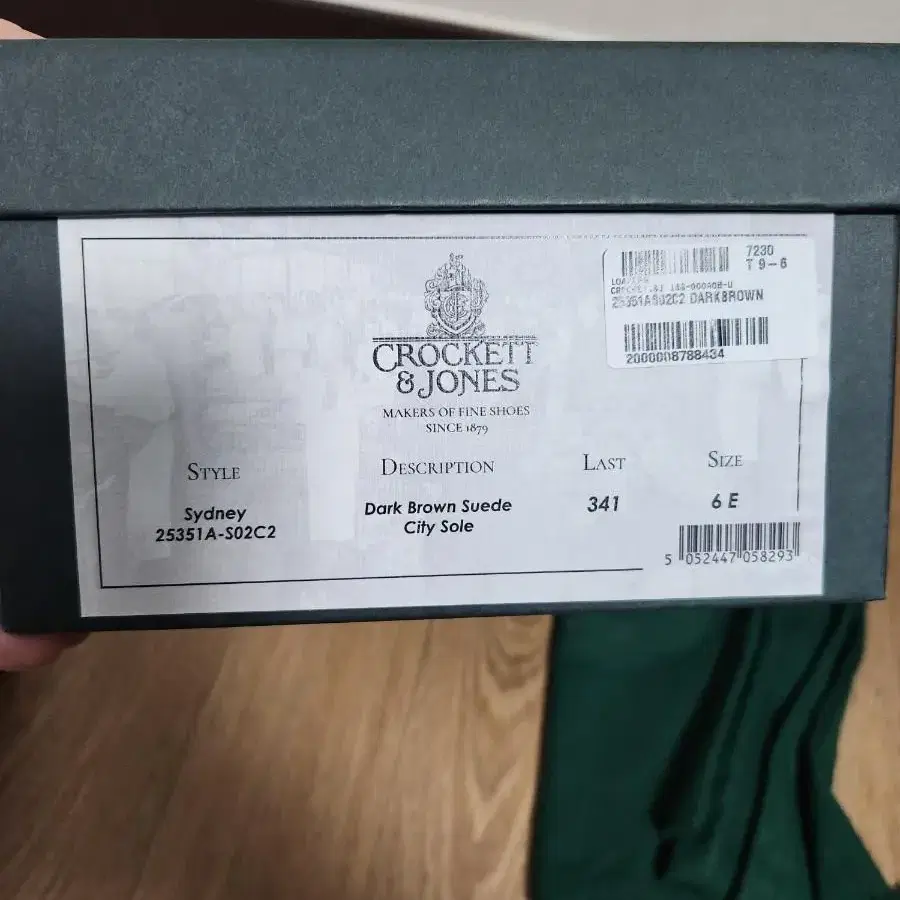 7230
T 9-6
25351AS02C2 DARKBROWN
2000008788434
CROCKETT
& JONES
MAKERS OF FINE SHOES
SINCE 1879
STYLE DESCRIPTION LAST SIZE
Sydney Dark Brown Suede 341 6 E
25351A-S02C2 City Sole
5 052447 058293